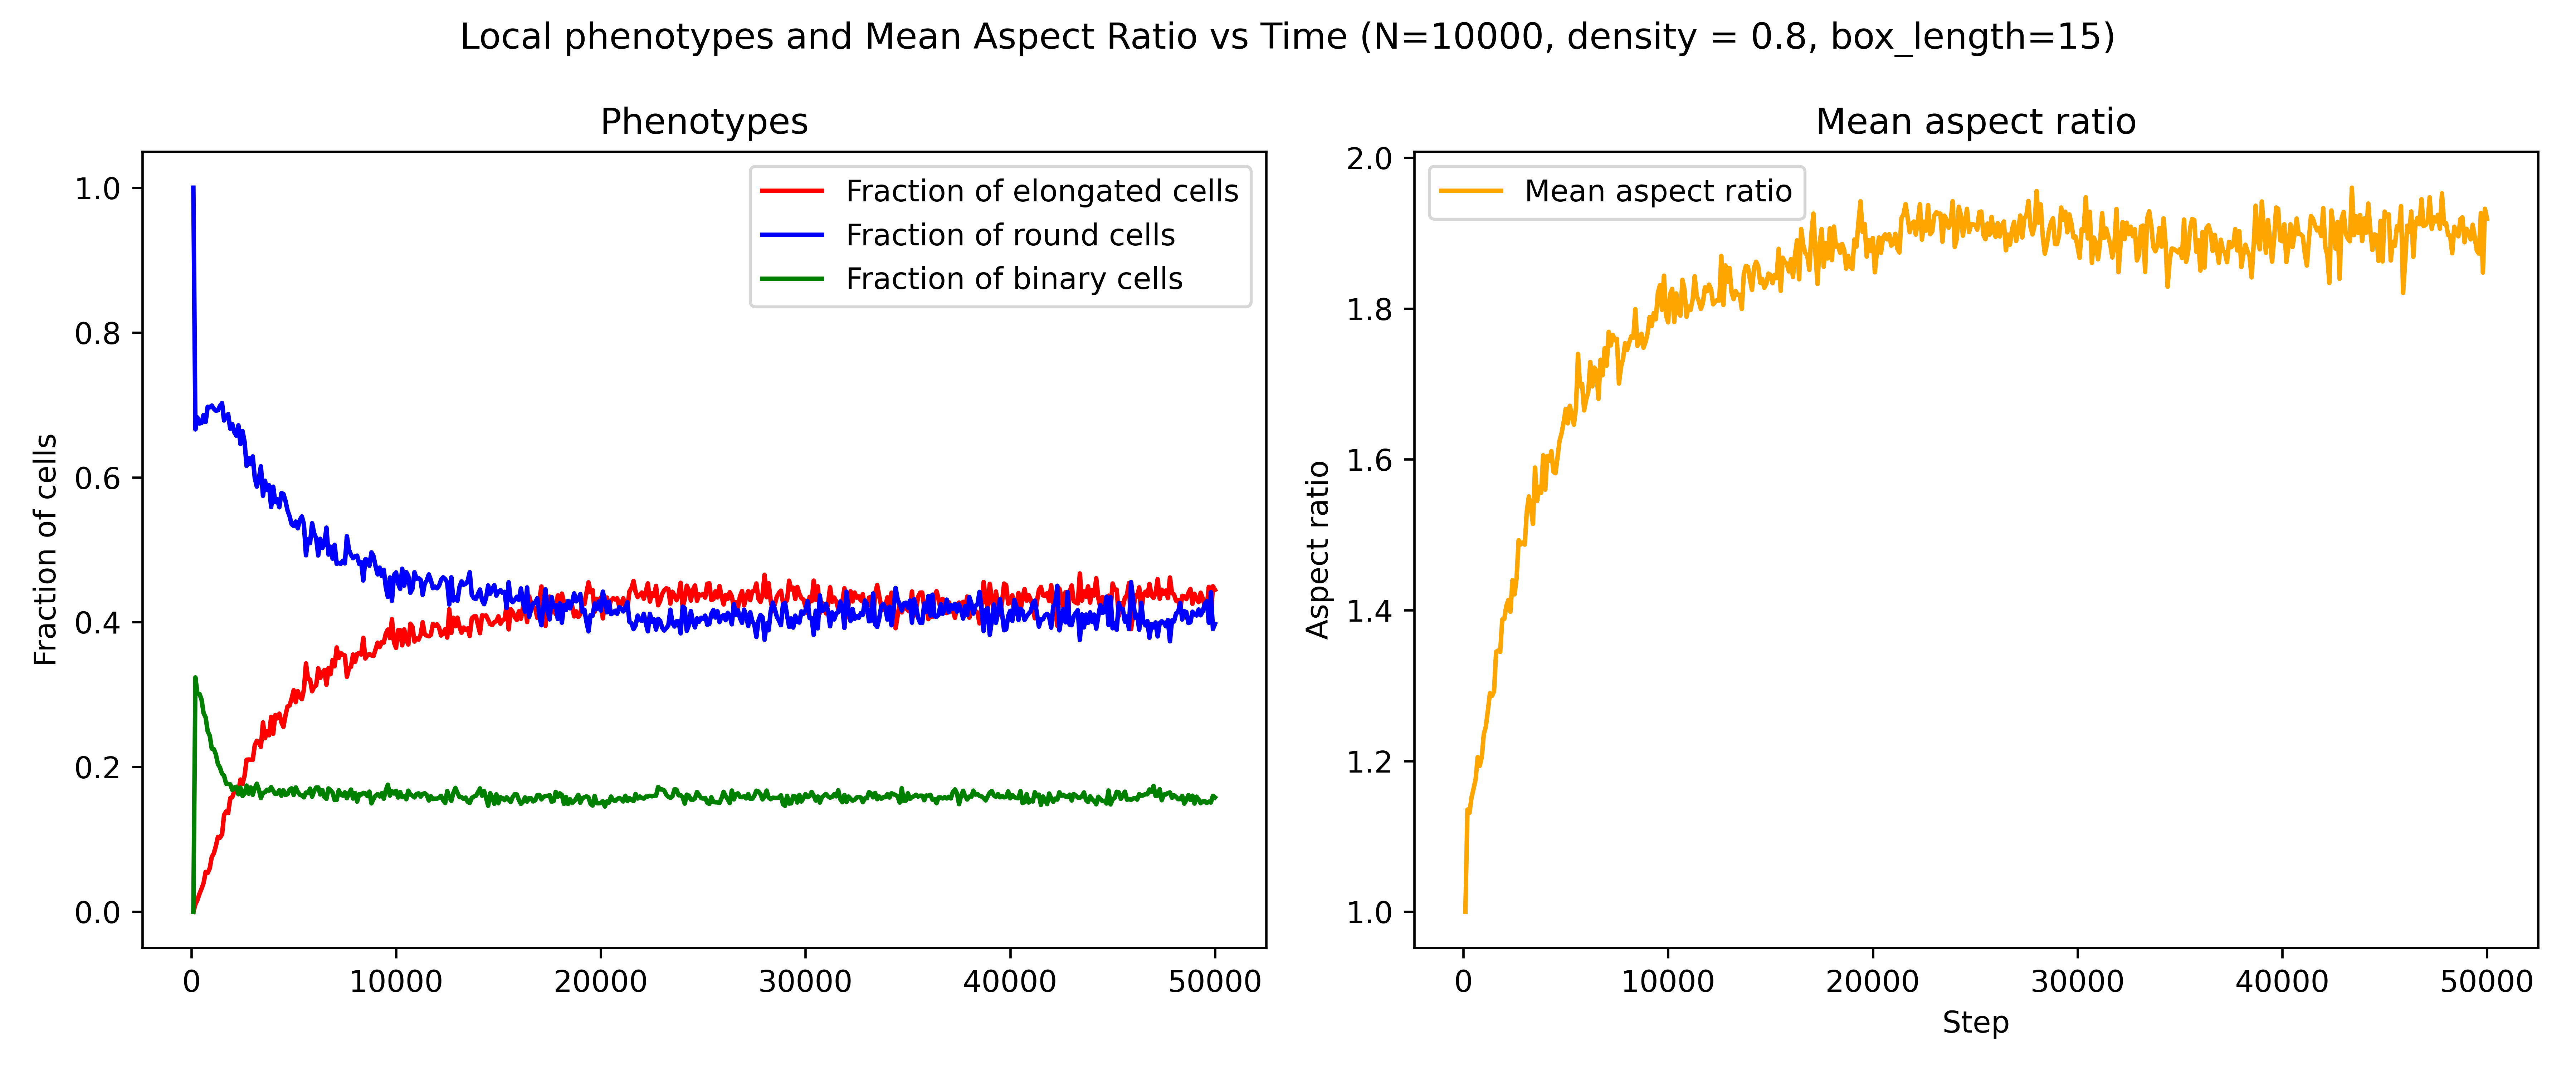 Local phenotypes and Mean Aspect Ratio vs Time (N=10000, density = 0.8, box_length=15)
Phenotypes
Fraction of cells
1.0
0.8
0.6
0.4
0.2
0.0
Fraction of elongated cells
Fraction of round cells
Fraction of binary cells
0 10000 20000 30000 40000 50000
Mean aspect ratio
Aspect ratio
2.0
1.8
1.6
1.4
1.2
1.0
Mean aspect ratio
0 10000 20000 30000 40000 50000
Step